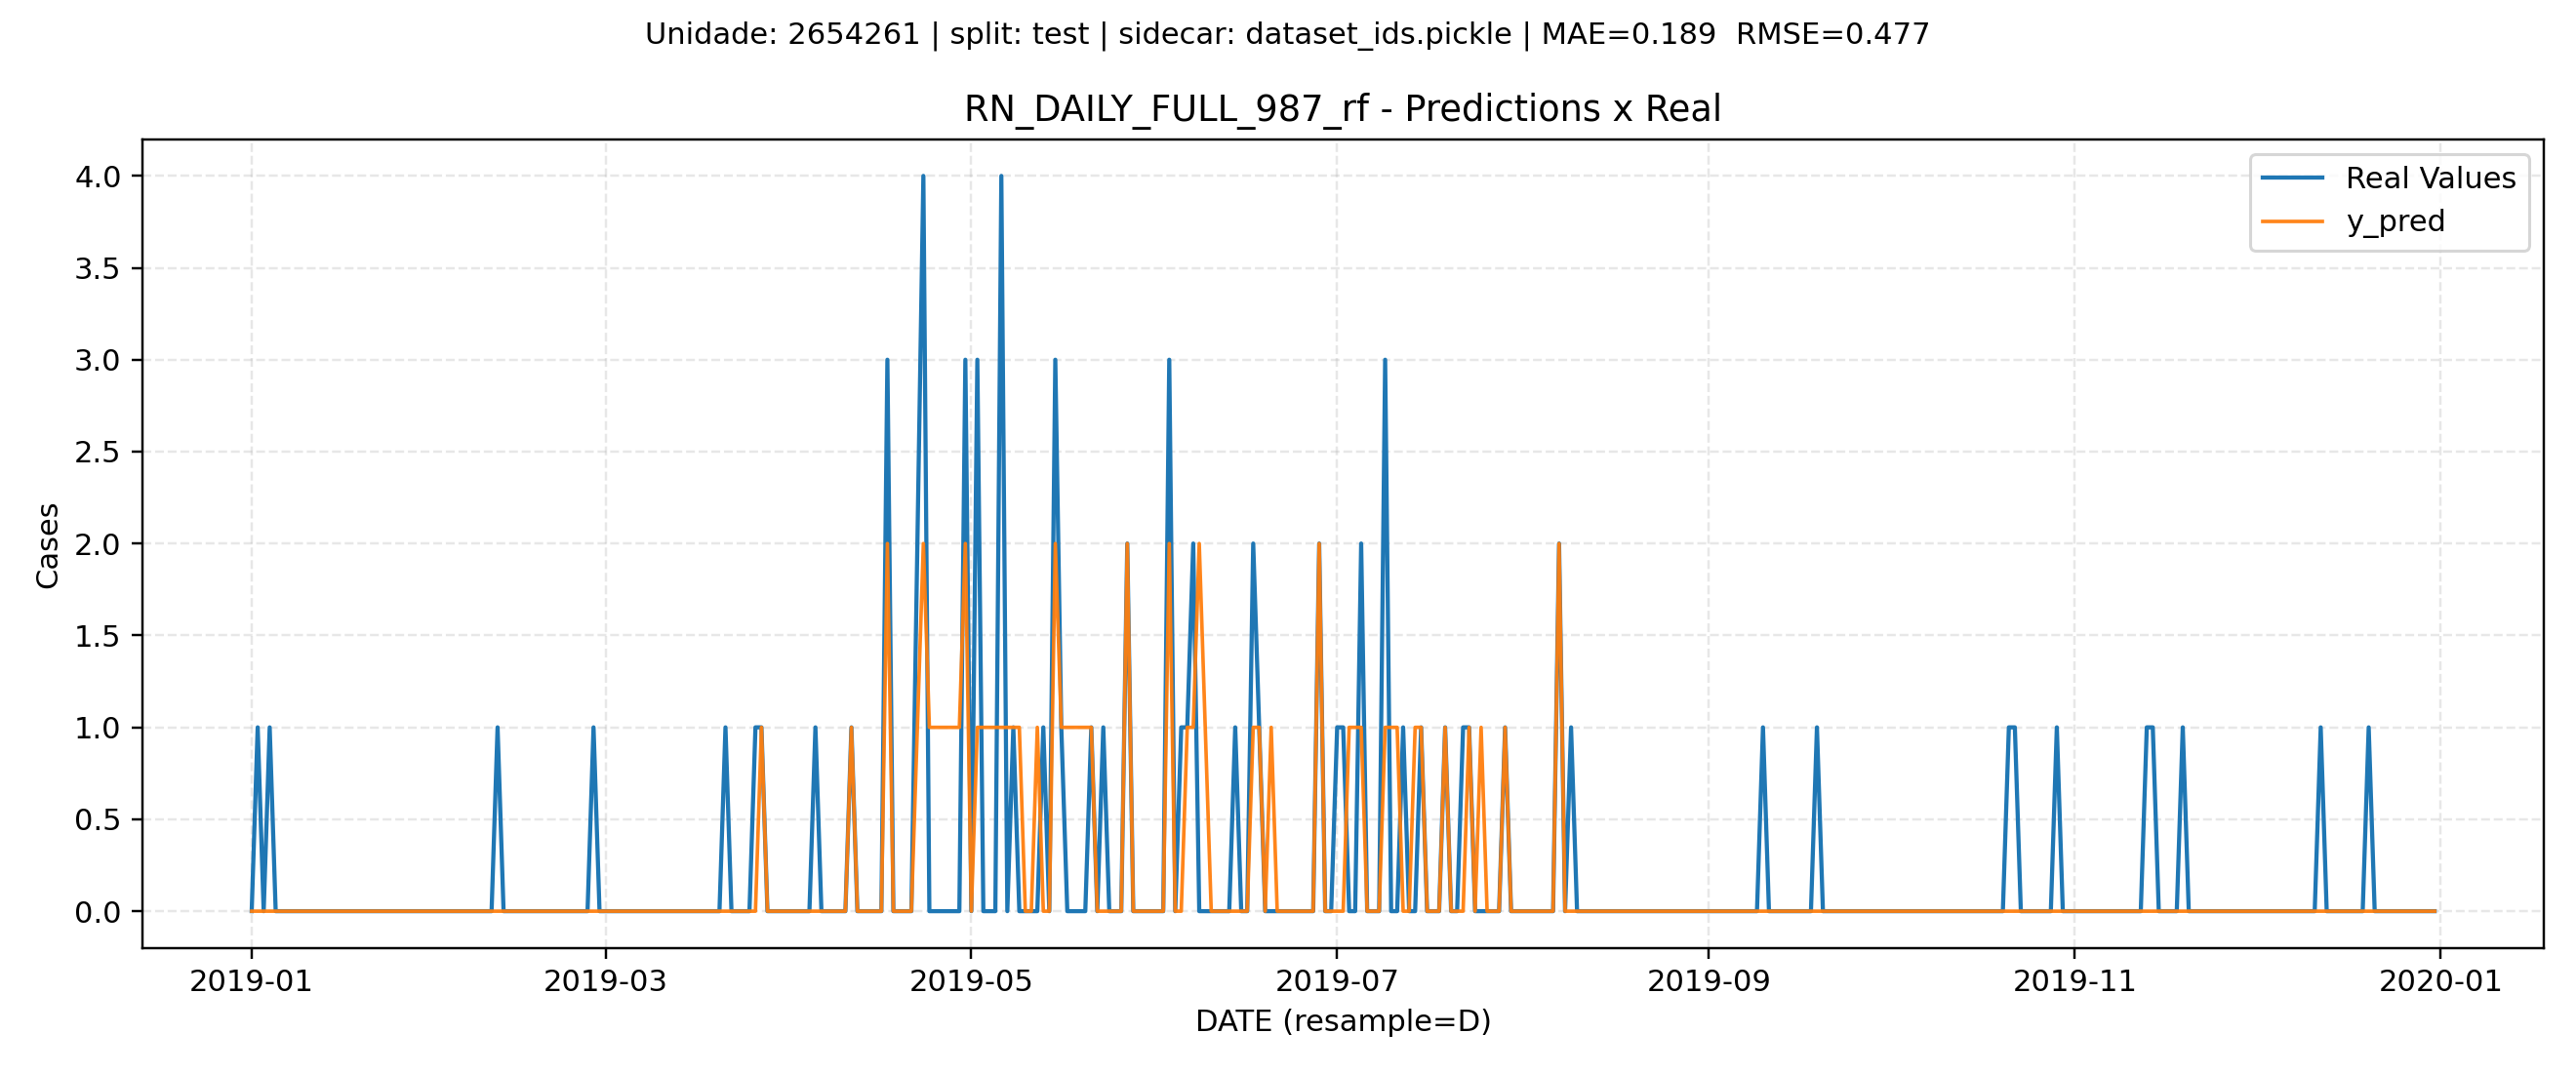 Unidade: 2654261 | split: test | sidecar: dataset_ids.pickle | MAE=0.189  RMSE=0.477
RN_DAILY_FULL_987_rf - Predictions x Real
Real Values
y_pred
Cases
4.0
3.5
3.0
2.5
2.0
1.5
1.0
0.5
0.0
2019-01
2019-03
2019-05
2019-07
2019-09
2019-11
2020-01
DATE (resample=D)